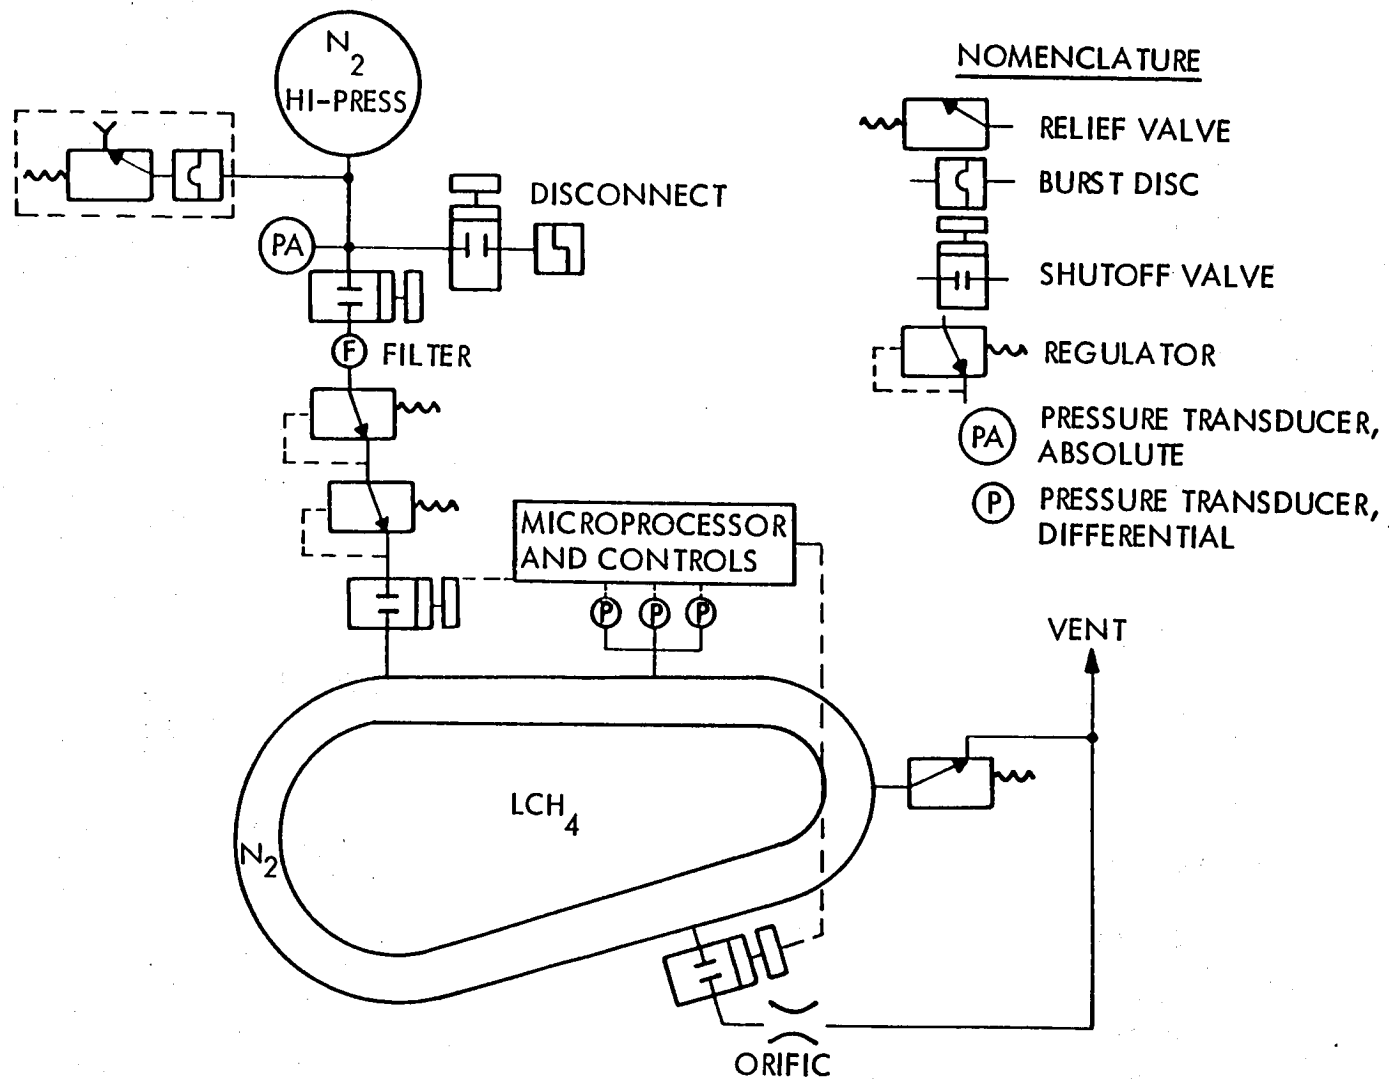 N2
HI-PRESS
DISCONNECT
PA
F FILTER
MICROPROCESSOR
AND CONTROLS
P P P
LCH4
N2
VENT
ORIFIC
NOMENCLATURE
RELIEF VALVE
BURST DISC
SHUTOFF VALVE
REGULATOR
PA PRESSURE TRANSDUCER,
ABSOLUTE
P PRESSURE TRANSDUCER,
DIFFERENTIAL